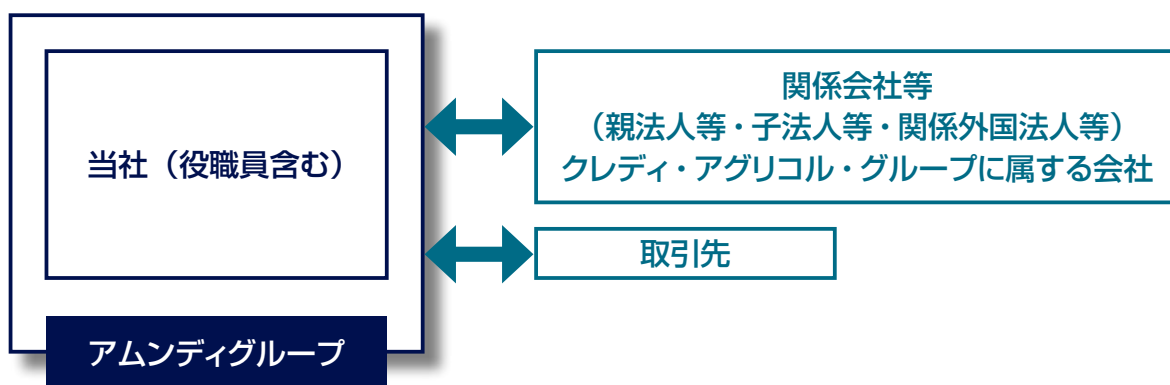 当社（役職員含む）
アムンディグループ
関係会社等
（親法人等・子法人等・関係外国法人等）
クレディ・アグリコル・グループに属する会社
取引先